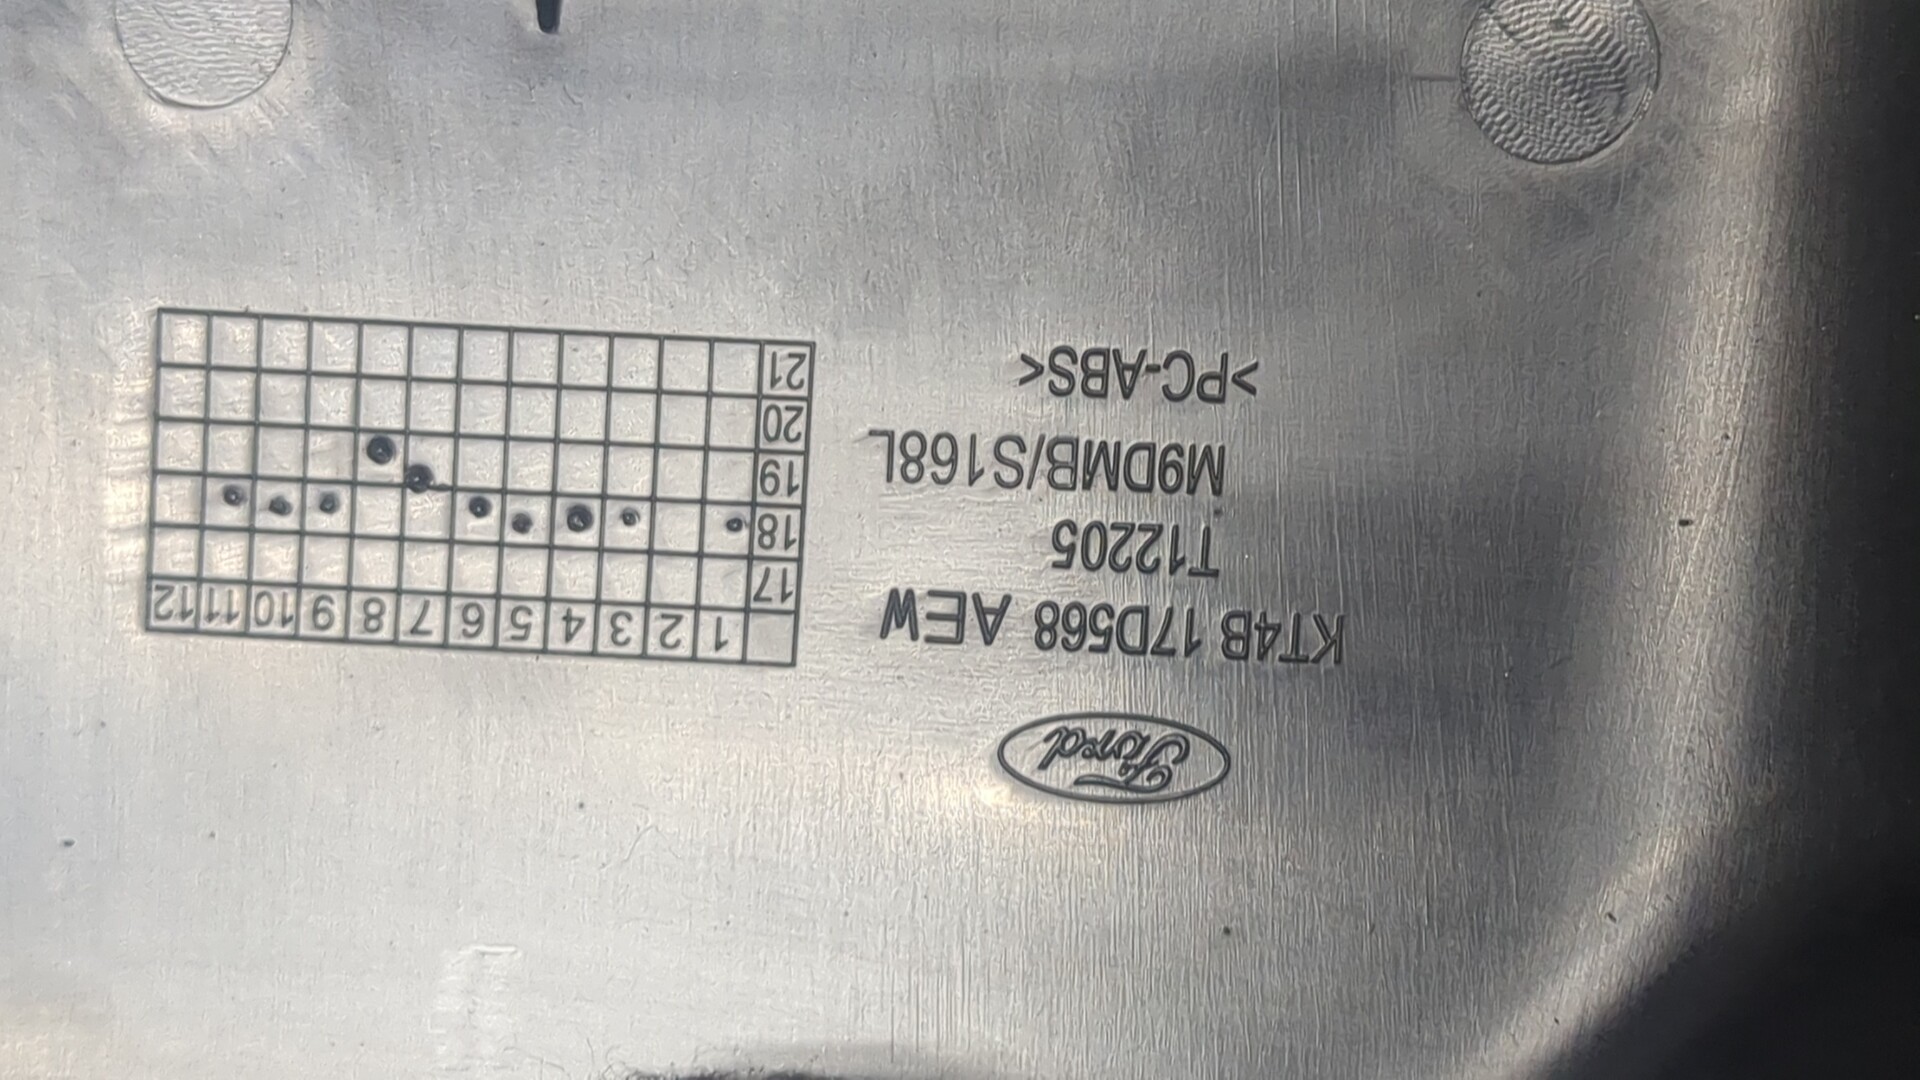 Ford
KT4B 17D568 AEW
T12205
M9DMB/S168L
>PC-ABS<
1 2 3 4 5 6 7 8 9 10 11 12
17
18
19
20
21